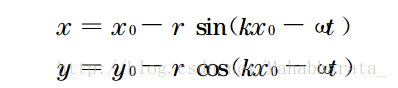 x = x₀ − r sin(kx₀ − ωt)
y = y₀ − r cos(kx₀ − ωt)